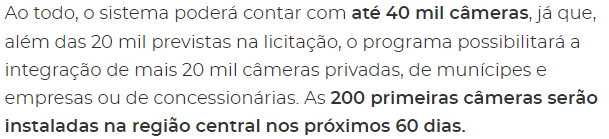 Ao todo, o sistema poderá contar com até 40 mil câmeras, já que,
além das 20 mil previstas na licitação, o programa possibilitará a
integração de mais 20 mil câmeras privadas, de munícipes e
empresas ou de concessionárias. As 200 primeiras câmeras serão
instaladas na região central nos próximos 60 dias.